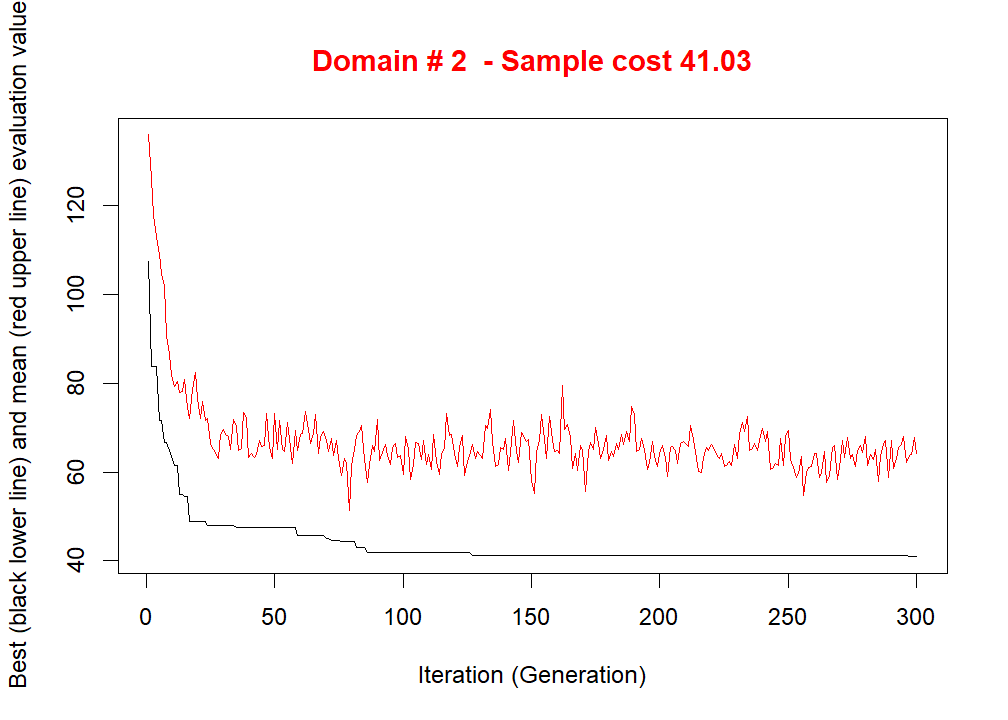 Domain # 2  - Sample cost 41.03
Best (black lower line) and mean (red upper line) evaluation value
120
100
80
60
40
0 50 100 150 200 250 300
Iteration (Generation)